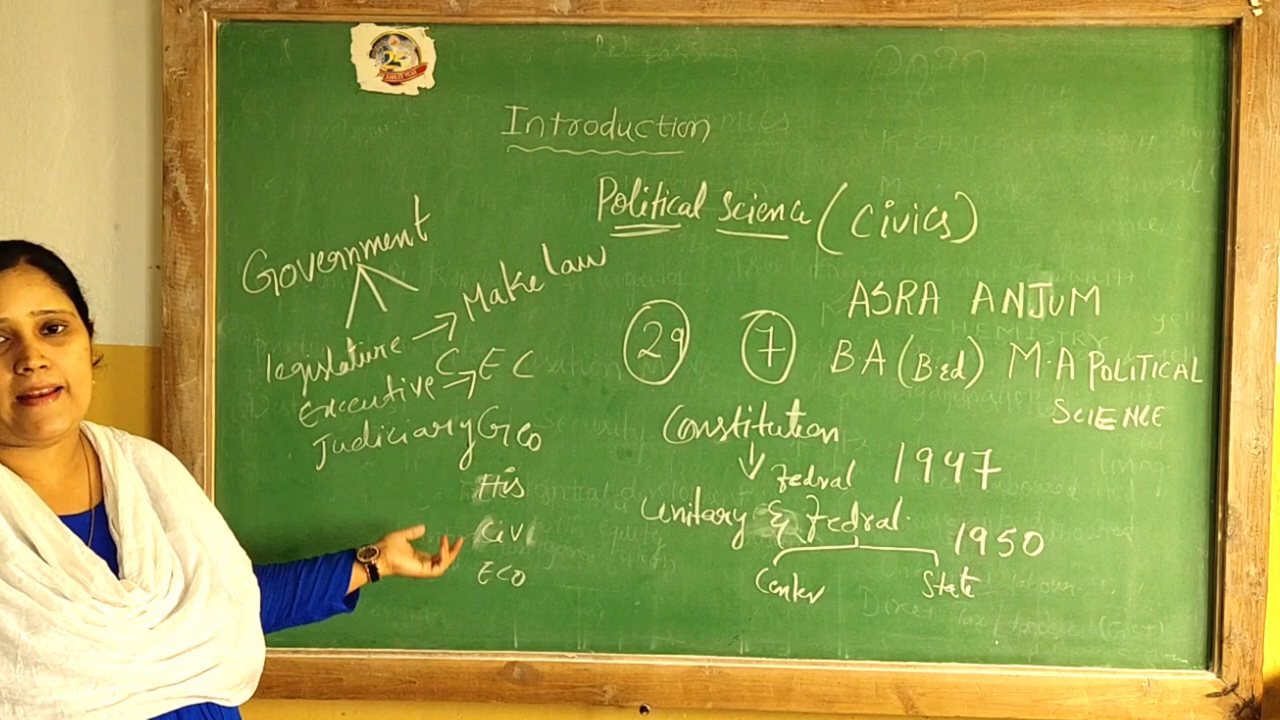 Introduction
Political Science (Civics)
Government
Legislature → Make law
Executive → C E C
Judiciary
Geo
His
Civi
Eco
29 7
ASRA ANJUM
BA (B.ed) M.A POLITICAL
SCIENCE
Constitution
↓ Fedral 1947
Unitary & Fedral. 1950
Center State